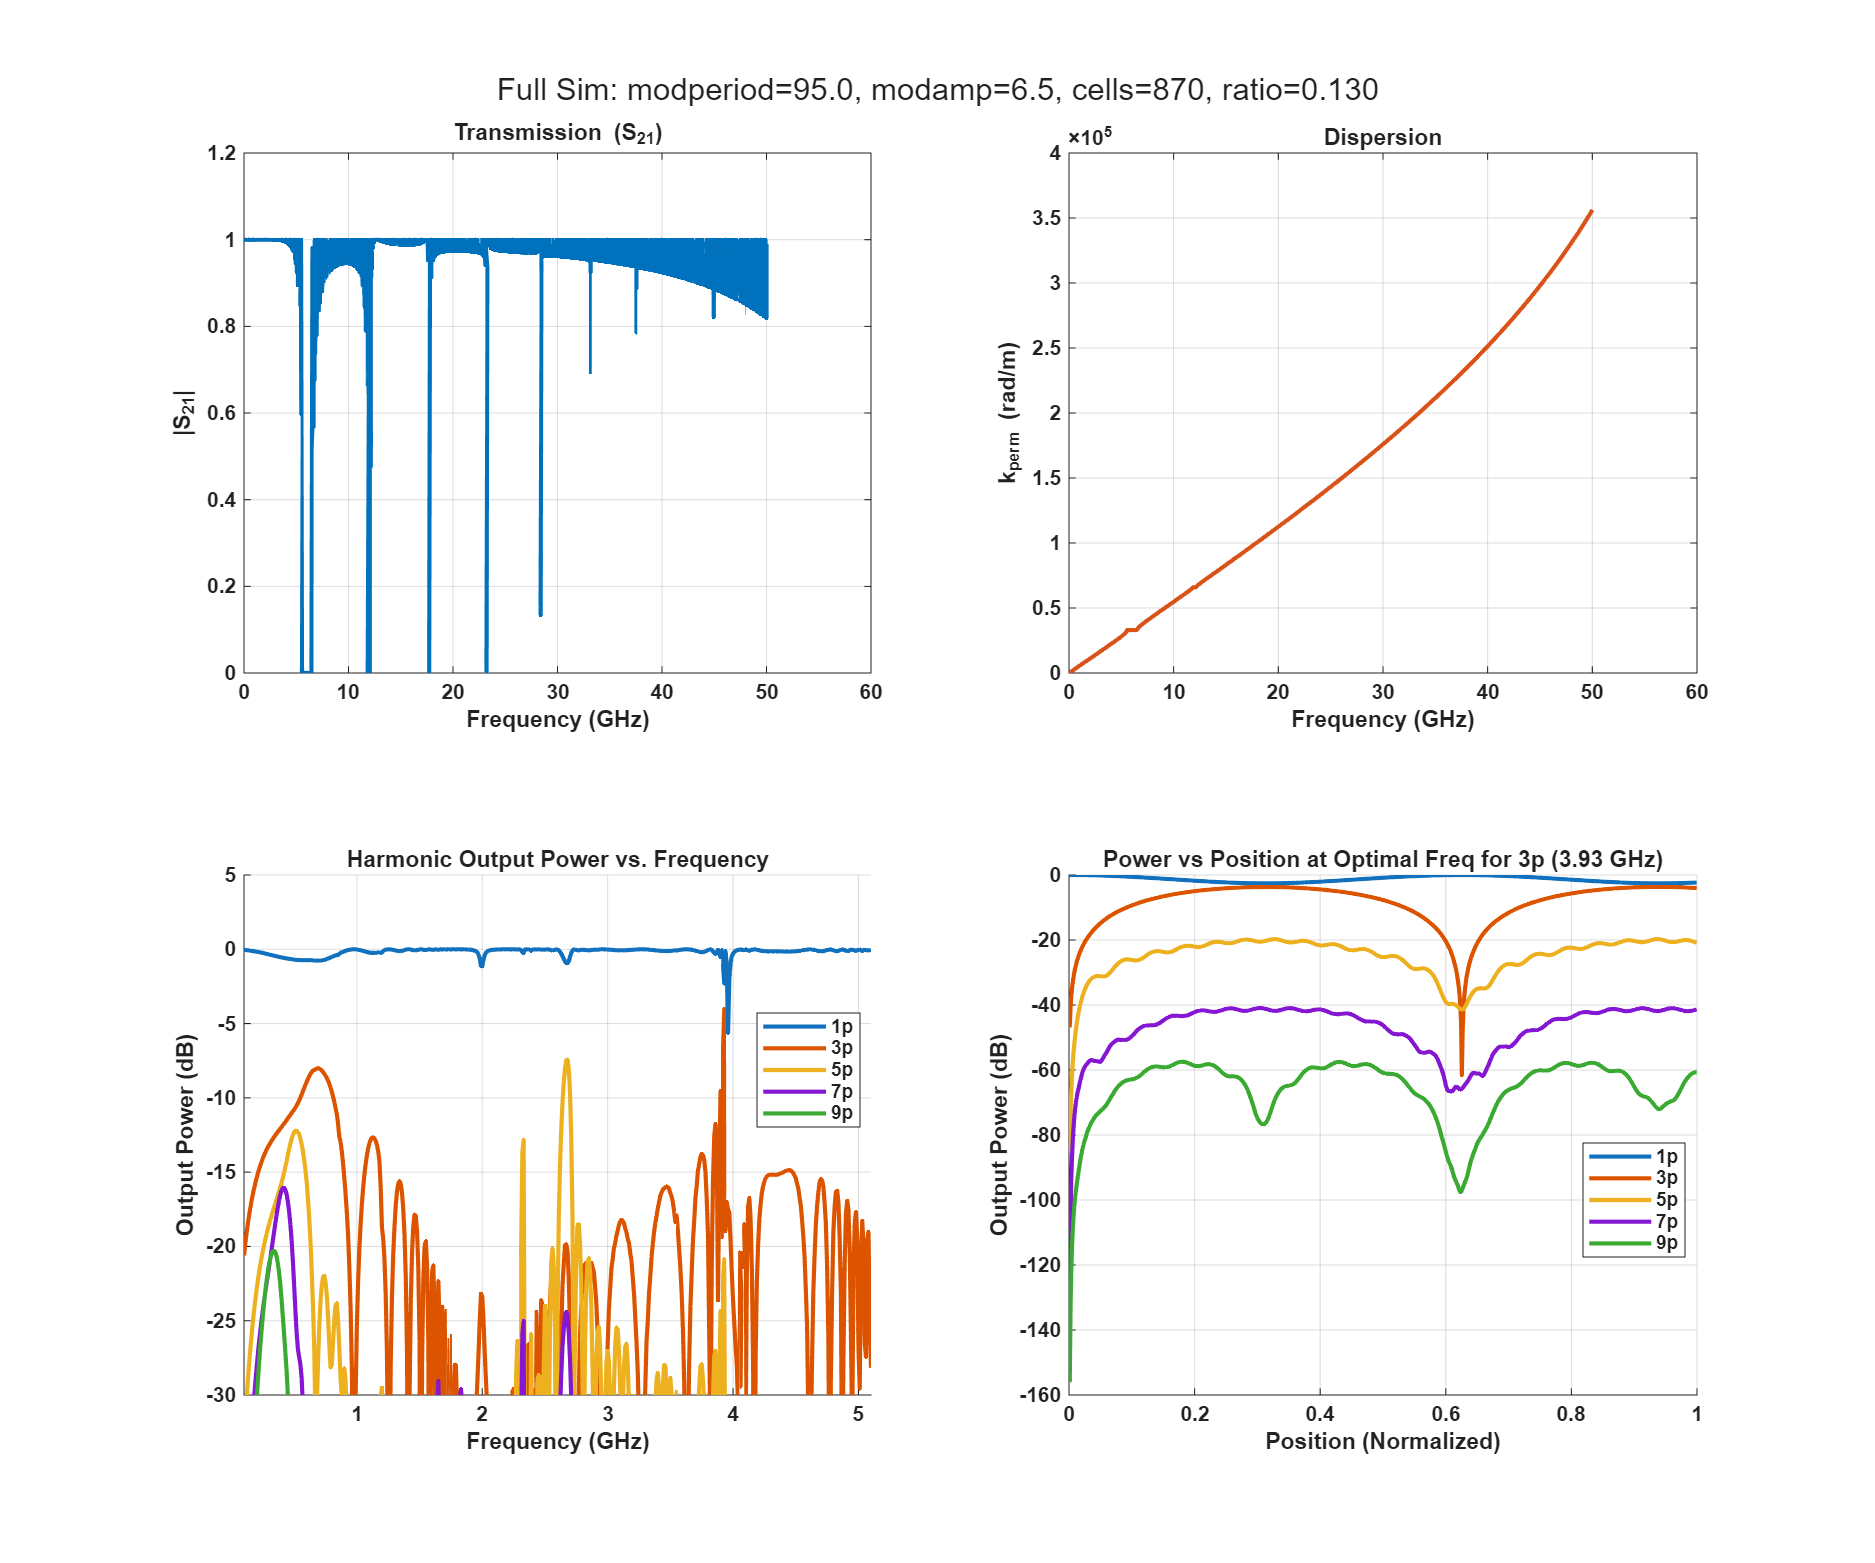 Full Sim: modperiod=95.0, modamp=6.5, cells=870, ratio=0.130
Transmission (S21)
1.2
1
0.8
0.6
0.4
0.2
0
|S21|
0 10 20 30 40 50 60
Frequency (GHz)
×10^5
Dispersion
4
3.5
3
2.5
2
1.5
1
0.5
0
kperm (rad/m)
0 10 20 30 40 50 60
Frequency (GHz)
Harmonic Output Power vs. Frequency
5
0
-5
-10
-15
-20
-25
-30
Output Power (dB)
1p
3p
5p
7p
9p
1 2 3 4 5
Frequency (GHz)
Power vs Position at Optimal Freq for 3p (3.93 GHz)
0
-20
-40
-60
-80
-100
-120
-140
-160
Output Power (dB)
1p
3p
5p
7p
9p
0 0.2 0.4 0.6 0.8 1
Position (Normalized)